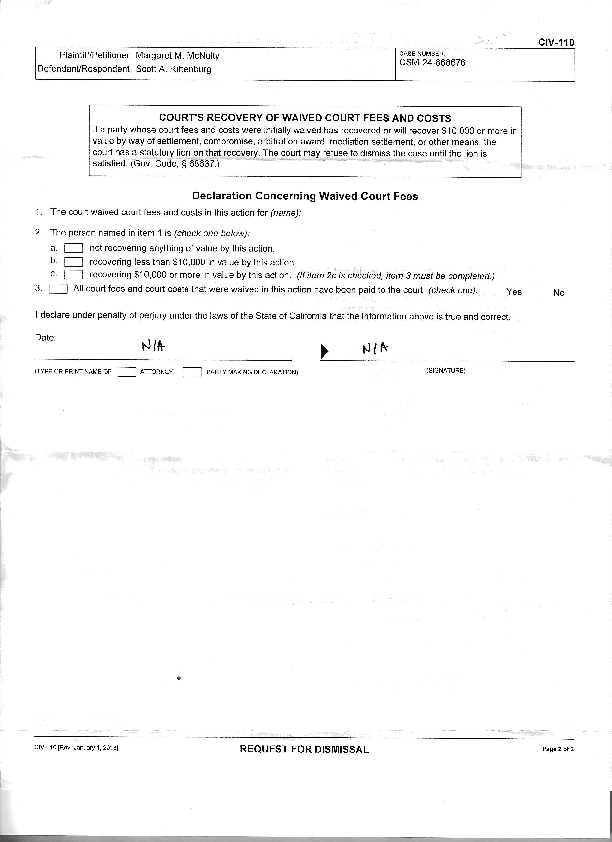 CIV-110
Plaintiff/Petitioner: Margaret M. McNulty
Defendant/Respondent: Scott A. Kittenburg
CASE NUMBER:
CSM-24-868676
COURT'S RECOVERY OF WAIVED COURT FEES AND COSTS
If a party whose court fees and costs were initially waived has recovered or will recover $10,000 or more in
value by way of settlement, compromise, arbitration award, mediation settlement, or other means, the
court has a statutory lien on that recovery. The court may refuse to dismiss the case until the lien is
satisfied. (Gov. Code, § 68637.)
Declaration Concerning Waived Court Fees
1. The court waived court fees and costs in this action for (name):
2. The person named in item 1 is (check one below):
a. not recovering anything of value by this action.
b. recovering less than $10,000 in value by this action.
c. recovering $10,000 or more in value by this action. (If item 2c is checked, item 3 must be completed.)
3. All court fees and court costs that were waived in this action have been paid to the court (check one): Yes No
I declare under penalty of perjury under the laws of the State of California that the information above is true and correct.
Date:
N/A N/A
(TYPE OR PRINT NAME OF ATTORNEY PARTY MAKING DECLARATION) (SIGNATURE)
CIV-110 [Rev. January 1, 2013] REQUEST FOR DISMISSAL Page 2 of 2